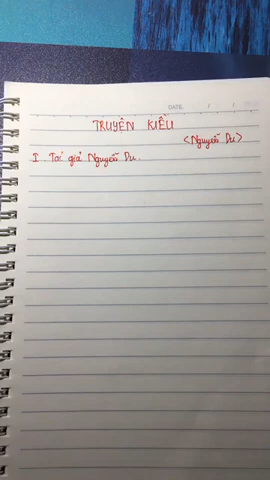 DATE / /
TRUYỆN KIỀU
<Nguyễn Du>
I. Tác giả Nguyễn Du.